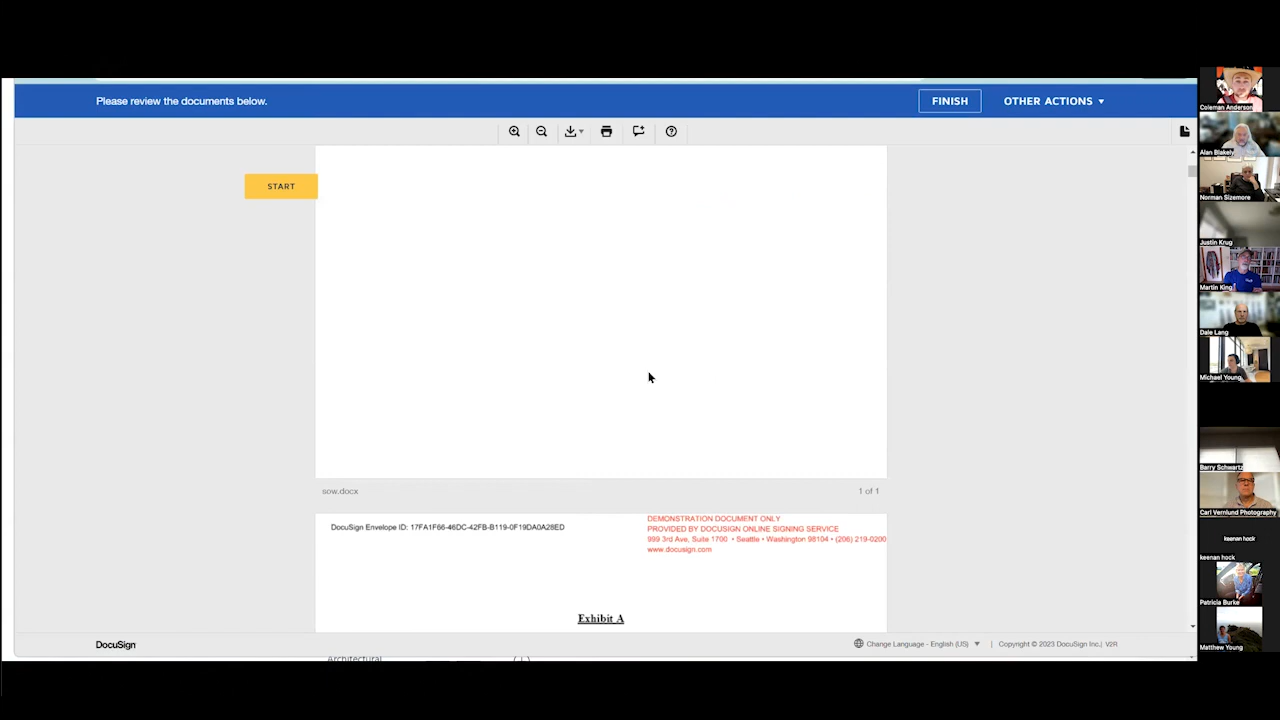 Please review the documents below.
FINISH
OTHER ACTIONS
START
sow.docx
1 of 1
DocuSign Envelope ID: 17FA1F66-46DC-42FB-B119-0F19DA0A28ED
DEMONSTRATION DOCUMENT ONLY
PROVIDED BY DOCUSIGN ONLINE SIGNING SERVICE
999 3rd Ave, Suite 1700 • Seattle • Washington 98104 • (206) 219-0200
www.docusign.com
Exhibit A
DocuSign
Change Language - English (US)
Copyright © 2023 DocuSign Inc. | V2R
Architectural
Coleman Anderson
Alan Blakely
Norman Sizemore
Justin Krug
Martin King
Dale Lang
Michael Young
Barry Schwartz
Carl Vernlund Photography
keenan hock
keenan hock
Patricia Burke
Matthew Young